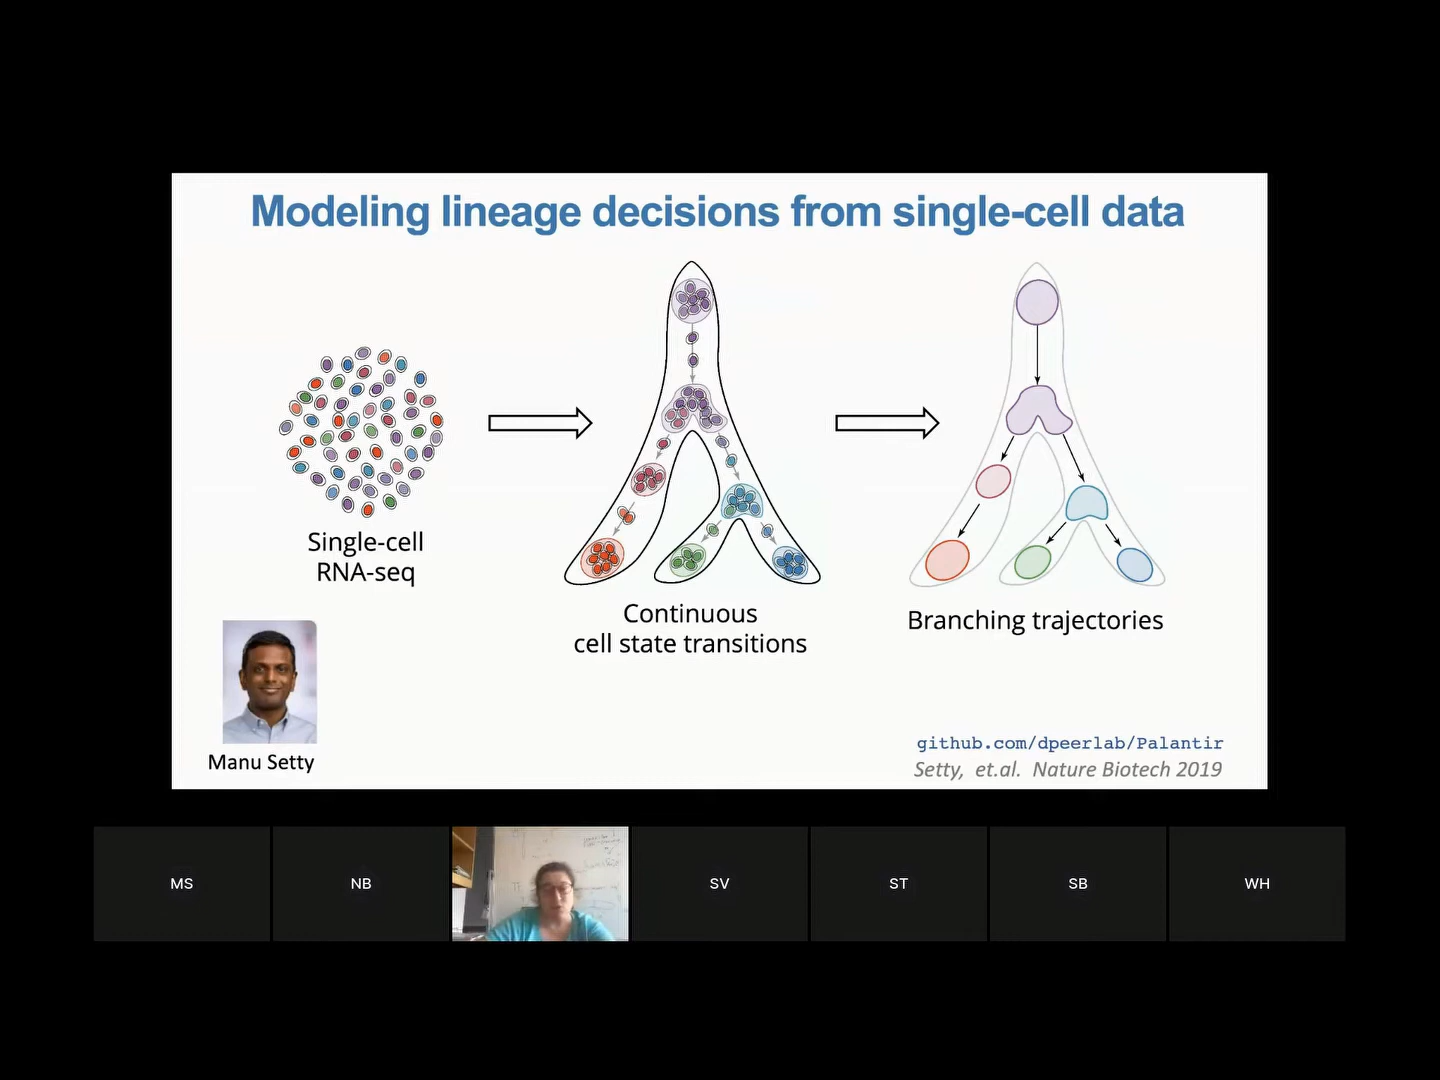 Modeling lineage decisions from single-cell data
Single-cell
RNA-seq
Continuous
cell state transitions
Branching trajectories
Manu Setty
github.com/dpeerlab/Palantir
Setty, et.al. Nature Biotech 2019
MS
NB
SV
ST
SB
WH